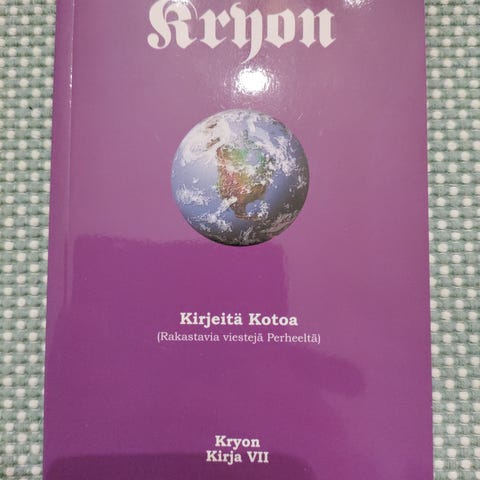 Kryon
Kirjeitä Kotoa
(Rakastavia viestejä Perheeltä)
Kryon
Kirja VII